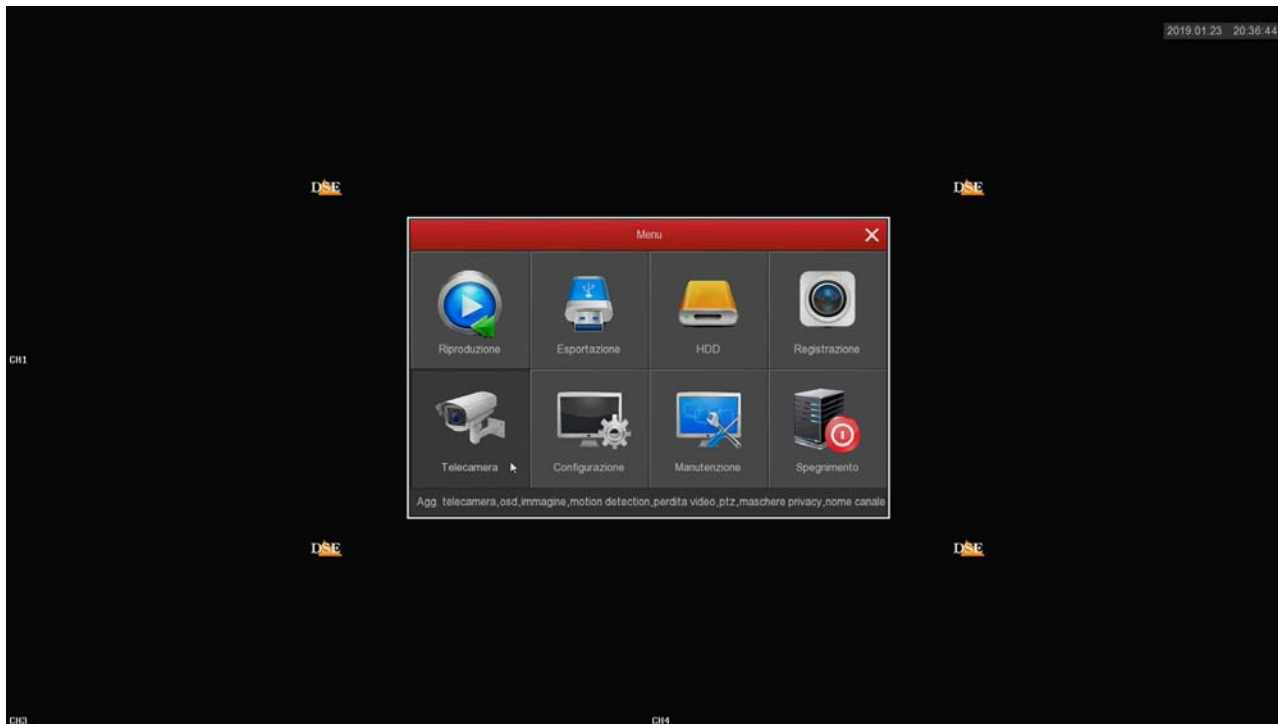 2019.01.23 20:36:44
DSE DSE
Menu
Riproduzione Esportazione HDD Registrazione
CH1
Telecamera Configurazione Manutenzione Spegnimento
Agg. telecamera,osd,immagine,motion detection,perdita video,ptz,maschere privacy,nome canale
DSE DSE
CH3 CH4